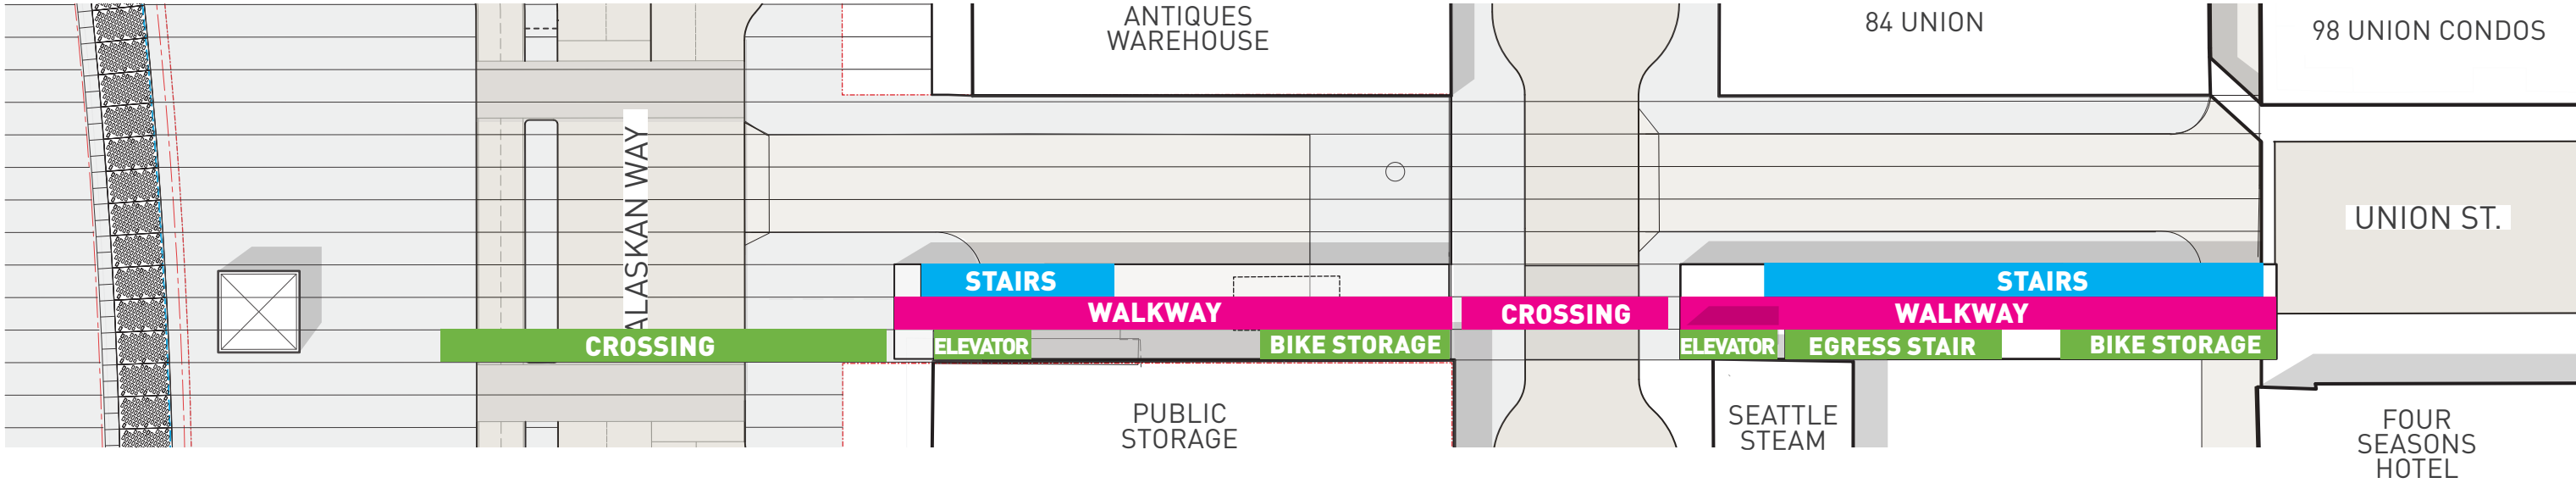 ANTIQUES
WAREHOUSE
84 UNION
98 UNION CONDOS
ALASKAN WAY
UNION ST.
STAIRS
STAIRS
WALKWAY
CROSSING
WALKWAY
CROSSING
ELEVATOR
BIKE STORAGE
ELEVATOR
EGRESS STAIR
BIKE STORAGE
PUBLIC
STORAGE
SEATTLE
STEAM
FOUR
SEASONS
HOTEL